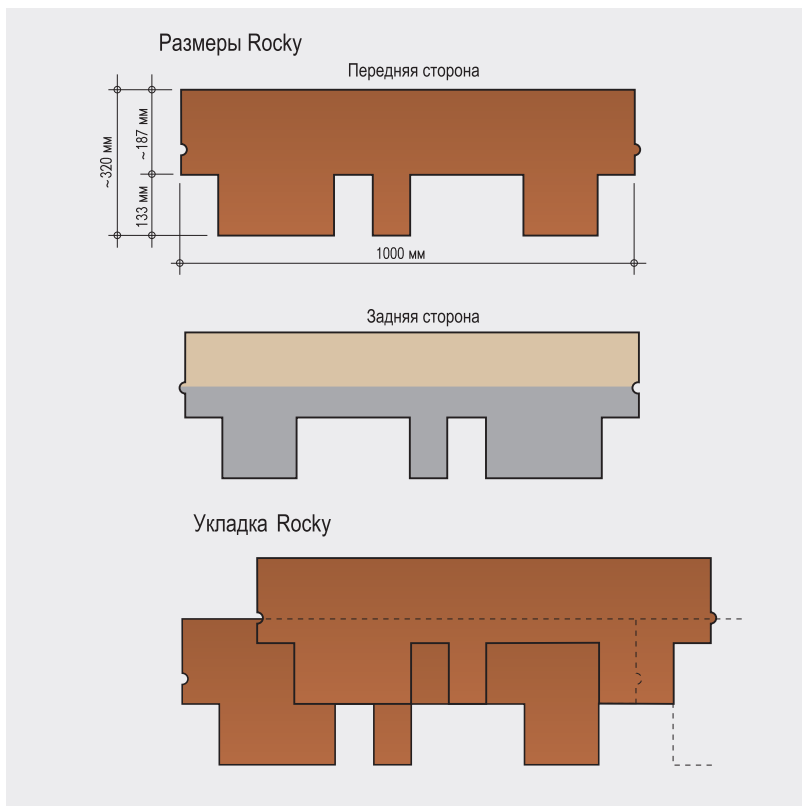 Размеры Rocky
Передняя сторона
~320 мм
~187 мм
133 мм
1000 мм
Задняя сторона
Укладка Rocky